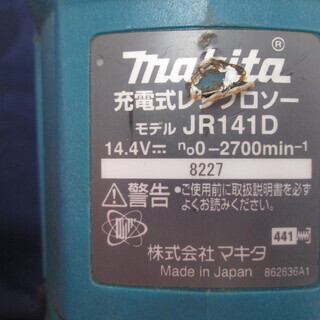 makita®
充電式レシプロソー
モデル JR141D
14.4V⎓ n₀0-2700min⁻¹
8227
⚠警告 •ご使用前に取扱説明書を必ず
よくお読みください。
441
株式会社 マキタ
Made in Japan 862636A1